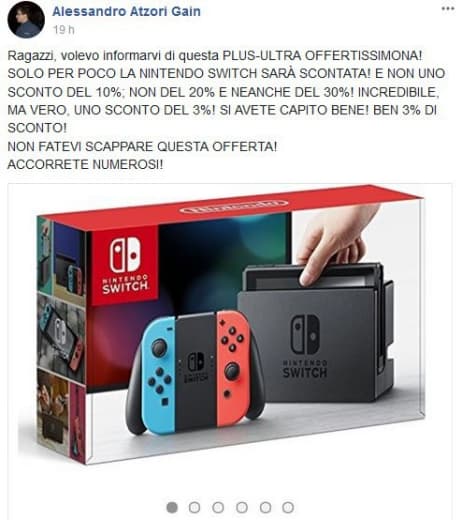 Alessandro Atzori Gain
19 h
Ragazzi, volevo informarvi di questa PLUS-ULTRA OFFERTISSIMONA!
SOLO PER POCO LA NINTENDO SWITCH SARÀ SCONTATA! E NON UNO
SCONTO DEL 10%; NON DEL 20% E NEANCHE DEL 30%! INCREDIBILE,
MA VERO, UNO SCONTO DEL 3%! SI AVETE CAPITO BENE! BEN 3% DI
SCONTO!
NON FATEVI SCAPPARE QUESTA OFFERTA!
ACCORRETE NUMEROSI!
Nintendo
NINTENDO
SWITCH
NINTENDO
SWITCH